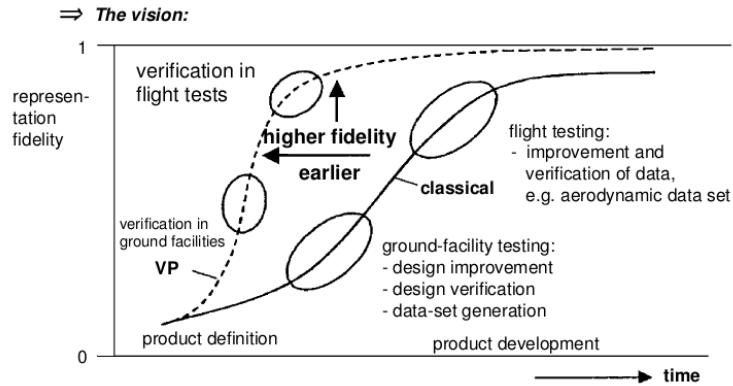 ⇒ The vision:
1
verification in
flight tests
represen-
tation
fidelity
higher fidelity
earlier
flight testing:
- improvement and
verification of data,
e.g. aerodynamic data set
classical
verification in
ground facilities
VP
ground-facility testing:
- design improvement
- design verification
- data-set generation
product definition
product development
0
time